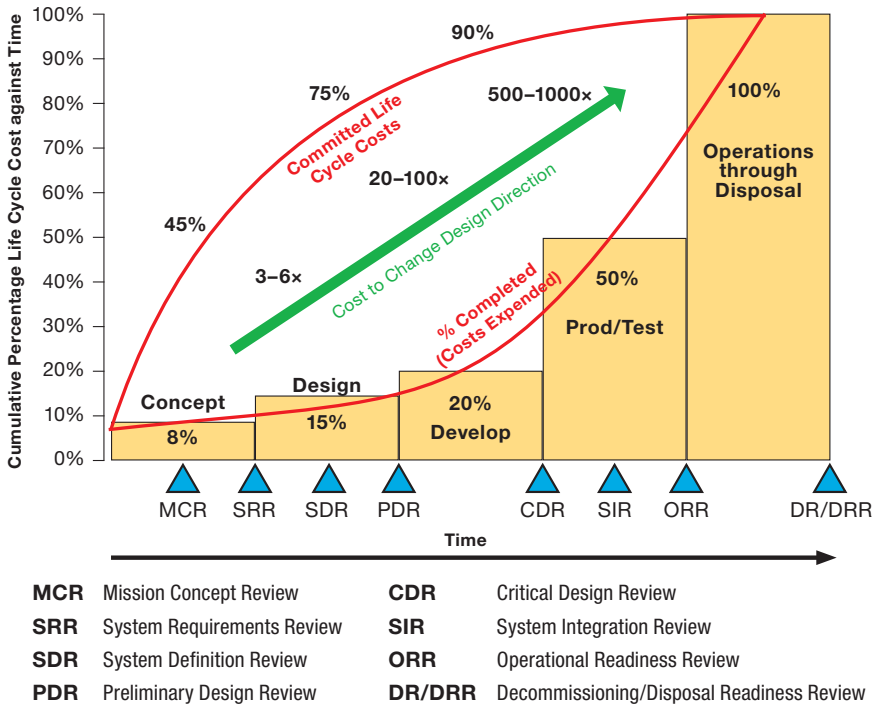 Cumulative Percentage Life Cycle Cost against Time
100%
90%
80%
70%
60%
50%
40%
30%
20%
10%
0%
45%
75%
90%
Committed Life
Cycle Costs
3–6×
20–100×
500–1000×
Cost to Change Design Direction
% Completed
(Costs Expended)
Concept
8%
Design
15%
20%
Develop
50%
Prod/Test
100%
Operations
through
Disposal
MCR SRR SDR PDR CDR SIR ORR DR/DRR
Time
MCR Mission Concept Review
SRR System Requirements Review
SDR System Definition Review
PDR Preliminary Design Review
CDR Critical Design Review
SIR System Integration Review
ORR Operational Readiness Review
DR/DRR Decommissioning/Disposal Readiness Review